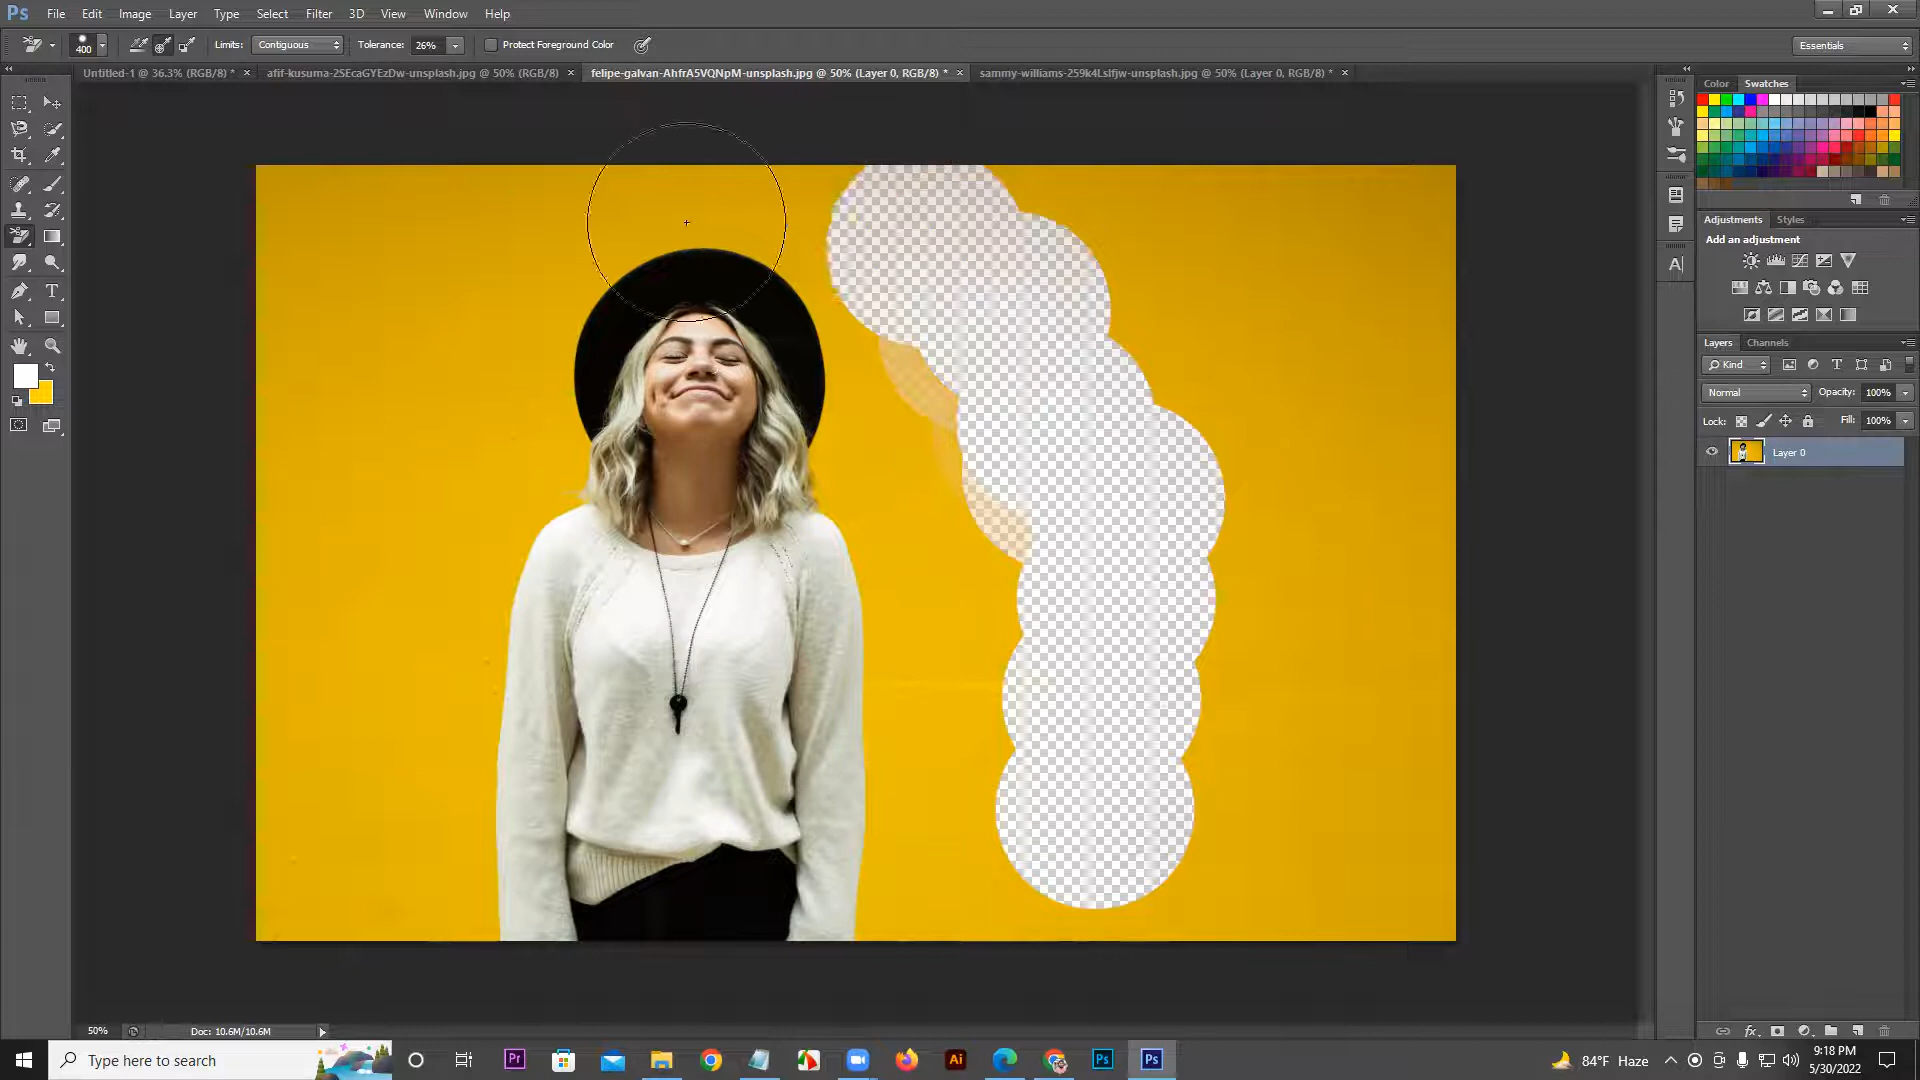 Ps File Edit Image Layer Type Select Filter 3D View Window Help
400 Limits: Contiguous Tolerance: 26% Protect Foreground Color Essentials
Untitled-1 @ 36.3% (RGB/8) * × afif-kusuma-2SEcaGYEzDw-unsplash.jpg @ 50% (RGB/8) × felipe-galvan-AhfrA5VQNpM-unsplash.jpg @ 50% (Layer 0, RGB/8) * × sammy-williams-259k4Lslfjw-unsplash.jpg @ 50% (Layer 0, RGB/8) * ×
Color Swatches
Adjustments Styles
Add an adjustment
Layers Channels
Kind
Normal Opacity: 100%
Lock: Fill: 100%
Layer 0
50% Doc: 10.6M/10.6M
Type here to search
Pr
Ai
Ps
Ps
84°F Haze
9:18 PM
5/30/2022